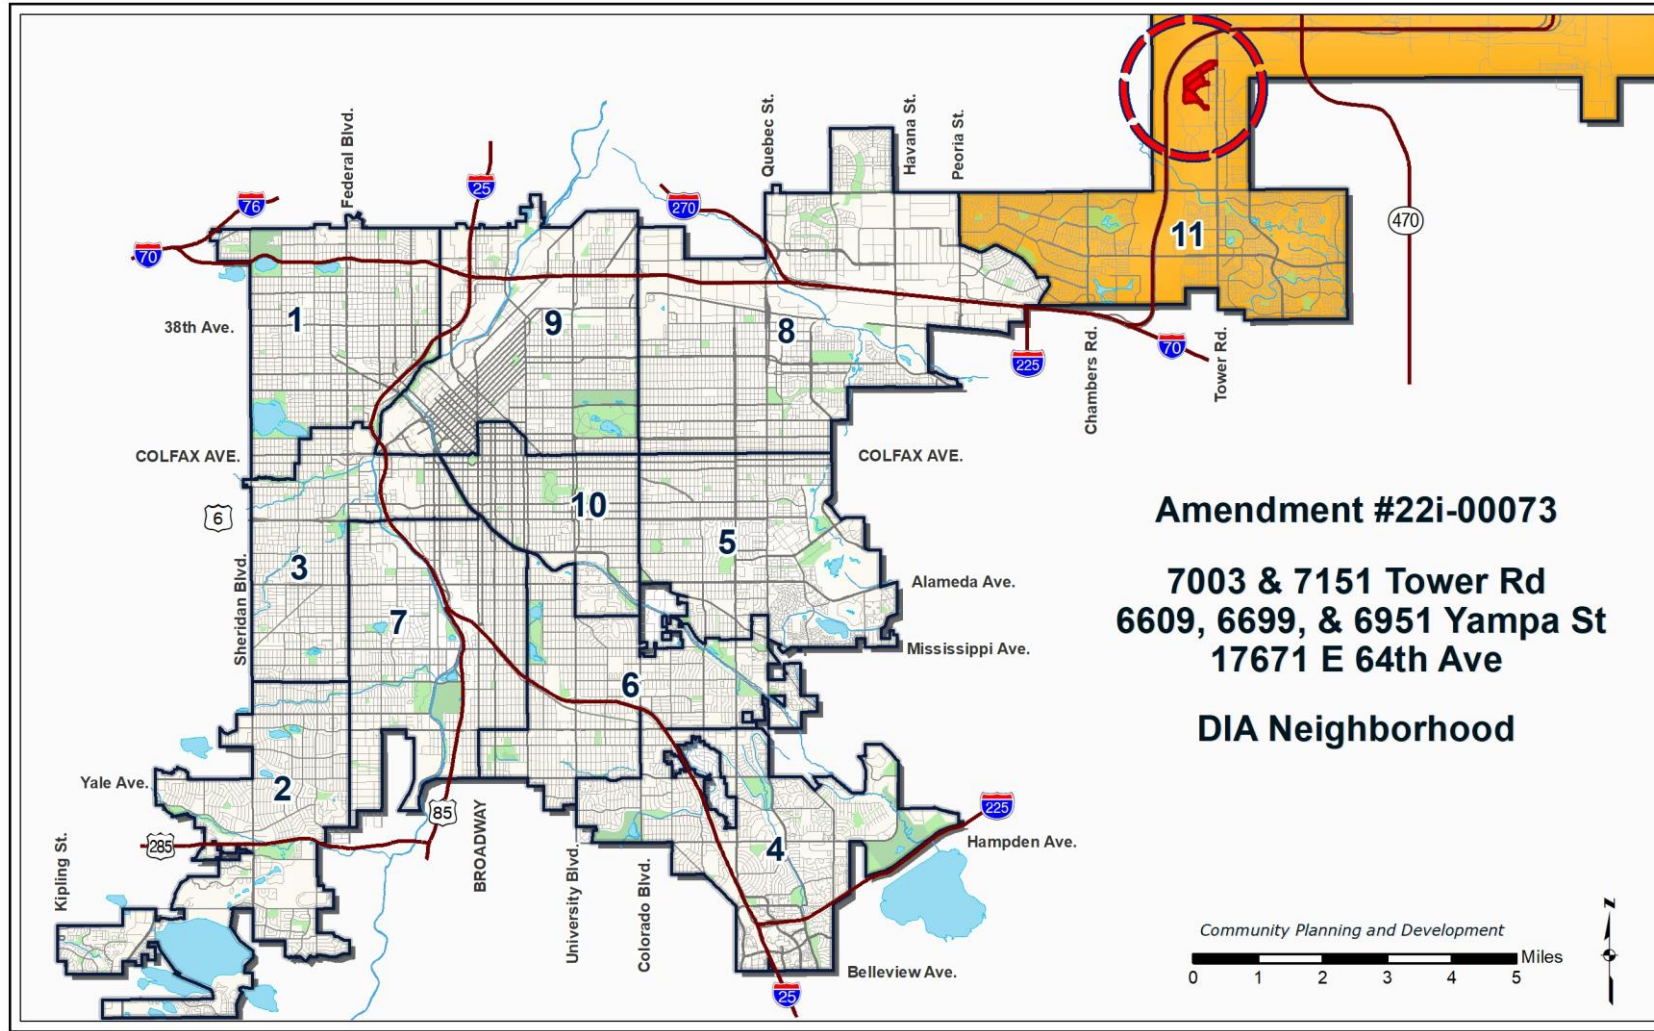 Federal Blvd.
Quebec St.
Havana St.
Peoria St.
76
25
270
70
470
11
1
9
8
38th Ave.
225
70
Chambers Rd.
Tower Rd.
COLFAX AVE.
COLFAX AVE.
6
10
5
3
Sheridan Blvd.
7
Alameda Ave.
Mississippi Ave.
6
Amendment #22i-00073
7003 & 7151 Tower Rd
6609, 6699, & 6951 Yampa St
17671 E 64th Ave
DIA Neighborhood
Yale Ave.
2
85
285
Kipling St.
BROADWAY
University Blvd.
Colorado Blvd.
4
225
Hampden Ave.
Belleview Ave.
25
Community Planning and Development
Miles
0 1 2 3 4 5
Z